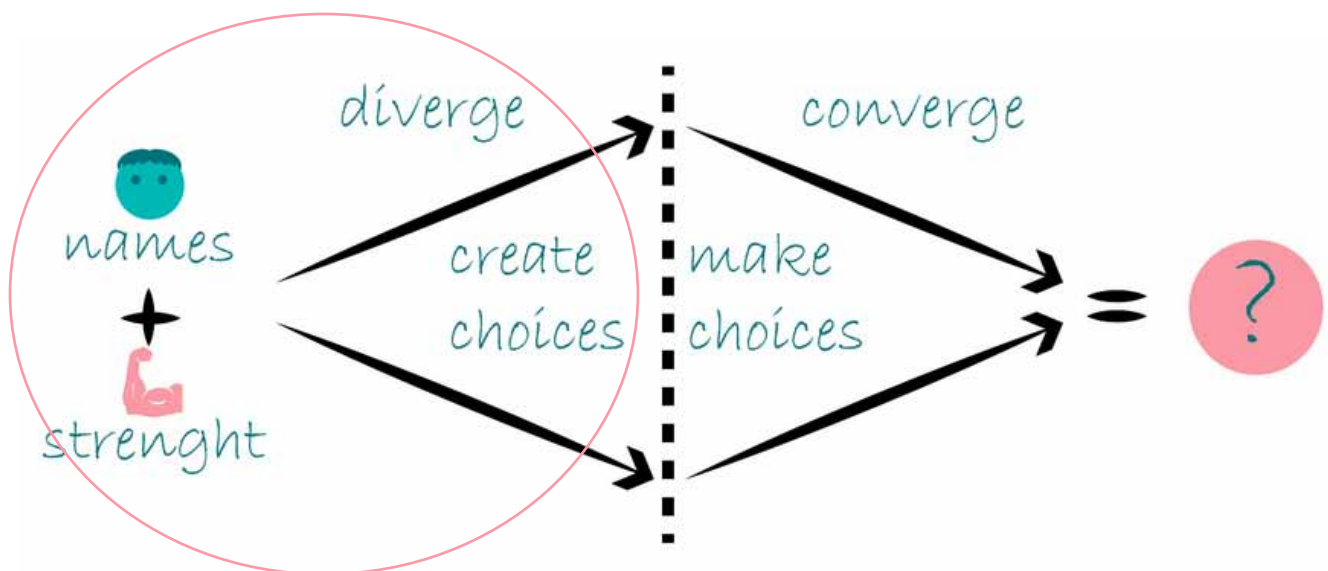 diverge
converge
names
+
strenght
create
choices
make
choices
=
?